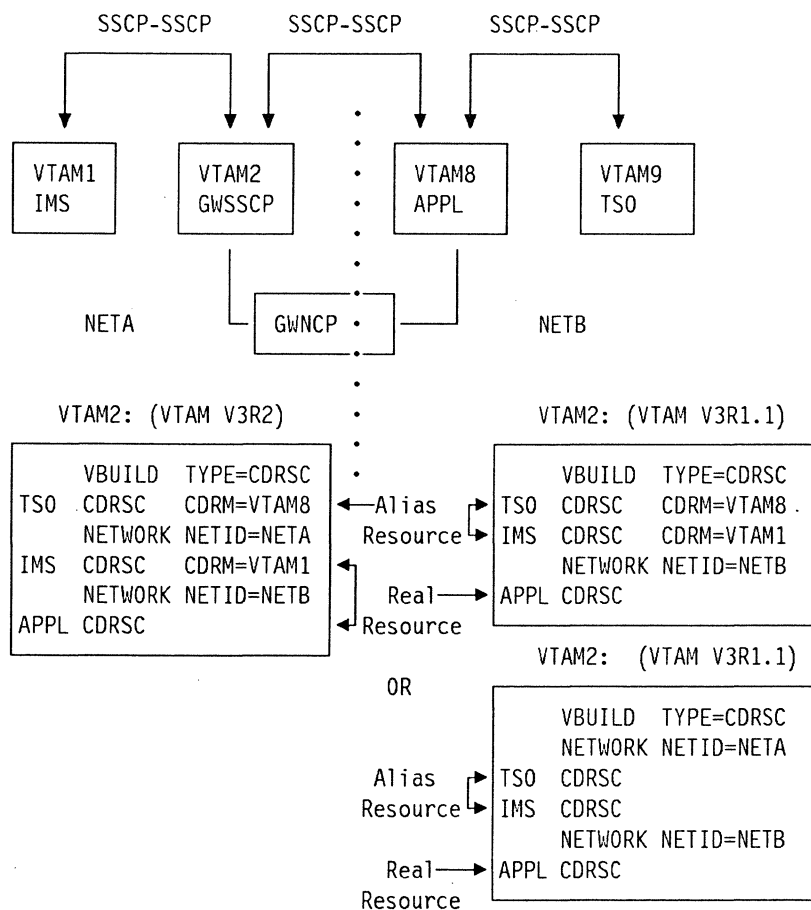 SSCP-SSCP SSCP-SSCP SSCP-SSCP
VTAM1 VTAM2 VTAM8 VTAM9
IMS GWSSCP APPL TSO
NETA GWNCP NETB
VTAM2: (VTAM V3R2)
VBUILD TYPE=CDRSC
TSO CDRSC CDRM=VTAM8
NETWORK NETID=NETA
IMS CDRSC CDRM=VTAM1
NETWORK NETID=NETB
APPL CDRSC
Alias
Resource
Real
Resource
VTAM2: (VTAM V3R1.1)
VBUILD TYPE=CDRSC
TSO CDRSC CDRM=VTAM8
IMS CDRSC CDRM=VTAM1
NETWORK NETID=NETB
APPL CDRSC
OR
VTAM2: (VTAM V3R1.1)
VBUILD TYPE=CDRSC
NETWORK NETID=NETA
Alias
Resource
TSO CDRSC
IMS CDRSC
NETWORK NETID=NETB
Real
Resource
APPL CDRSC